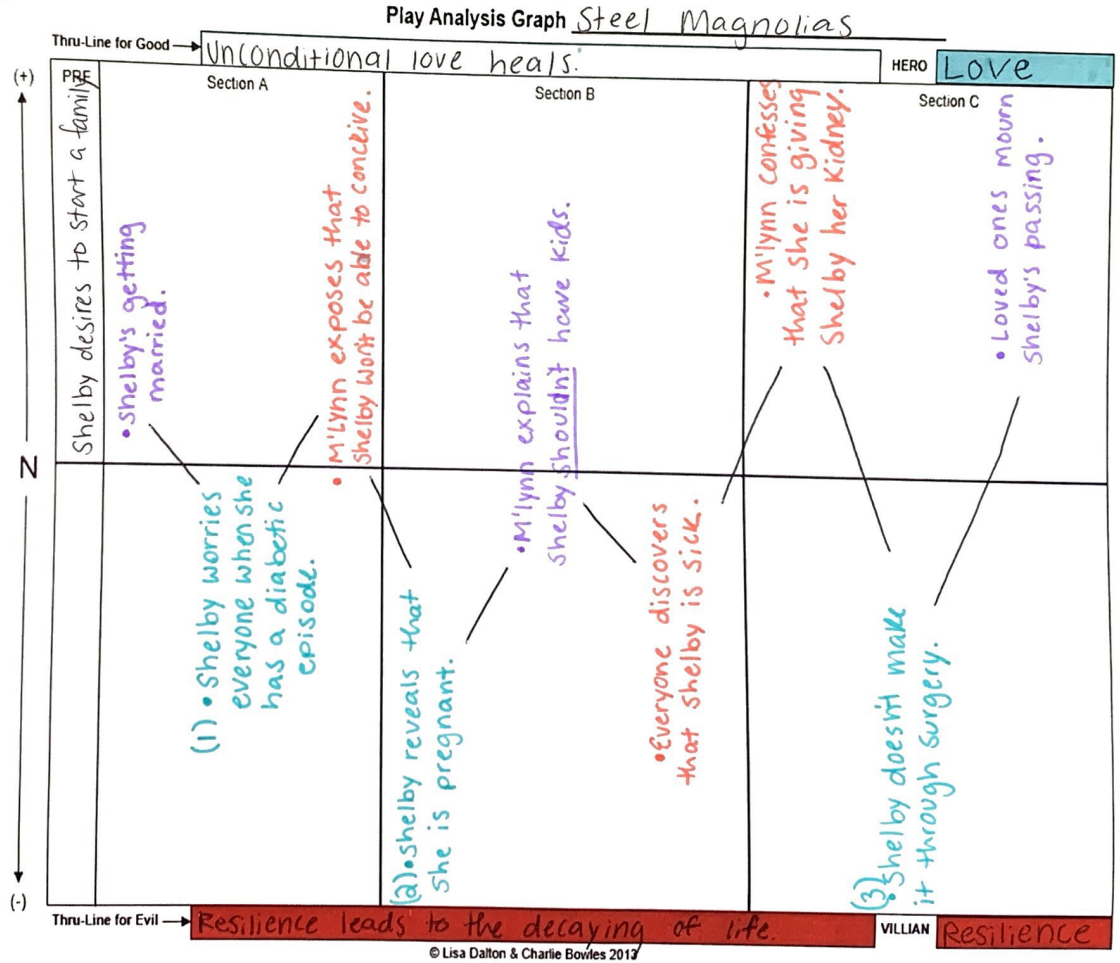 Play Analysis Graph Steel Magnolias
Thru-Line for Good
Unconditional love heals.
HERO
Love
(+)
PRE
Section A
Section B
Section C
Shelby desires to start a family
• Shelby's getting
married.
(1) • Shelby worries
everyone when she
has a diabetic
episode.
• M'Lynn exposes that
Shelby won't be able to conceive.
(2) • Shelby reveals that
she is pregnant.
• M'lynn explains that
Shelby shouldn't have kids.
• Everyone discovers
that Shelby is sick.
• M'lynn confesses
that she is giving
Shelby her kidney.
(3) • Shelby doesn't make
it through surgery.
• Loved ones mourn
Shelby's passing.
N
(-)
Thru-Line for Evil
Resilience leads to the decaying of life.
VILLIAN
Resilience
© Lisa Dalton & Charlie Bowles 2013